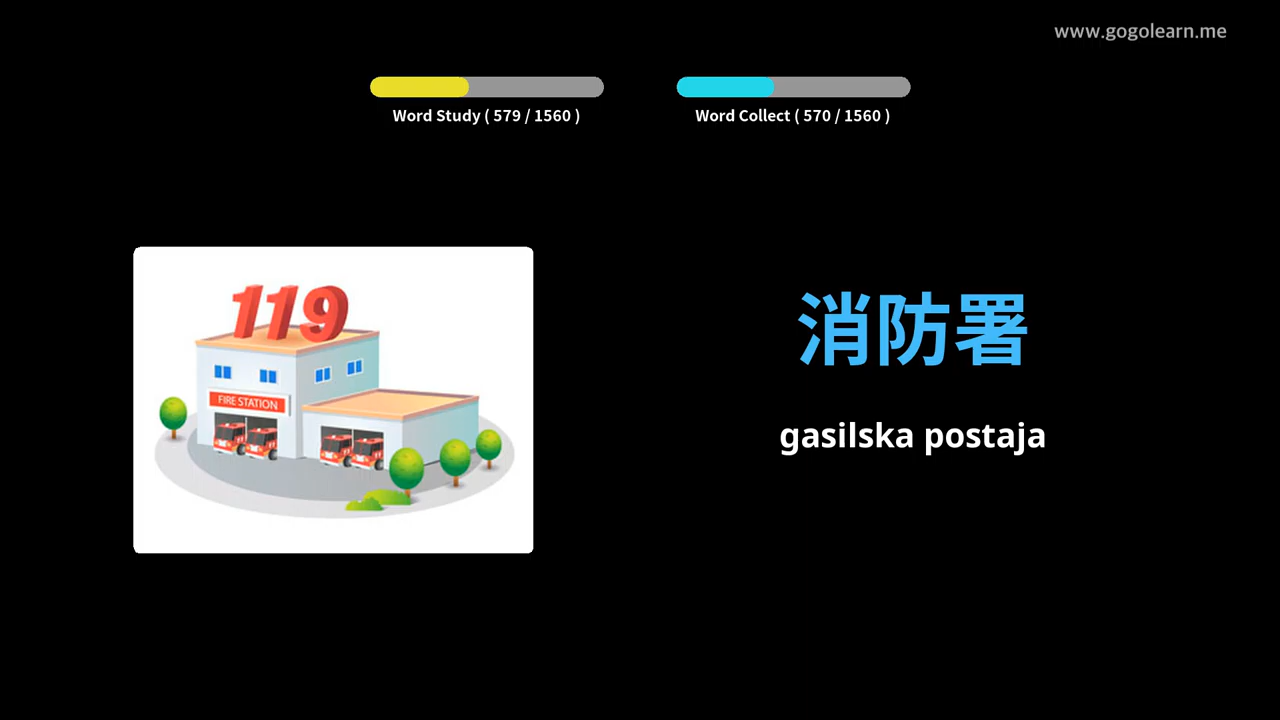 www.gogolearn.me
Word Study ( 579 / 1560 )
Word Collect ( 570 / 1560 )
119
FIRE STATION
消防署
gasilska postaja